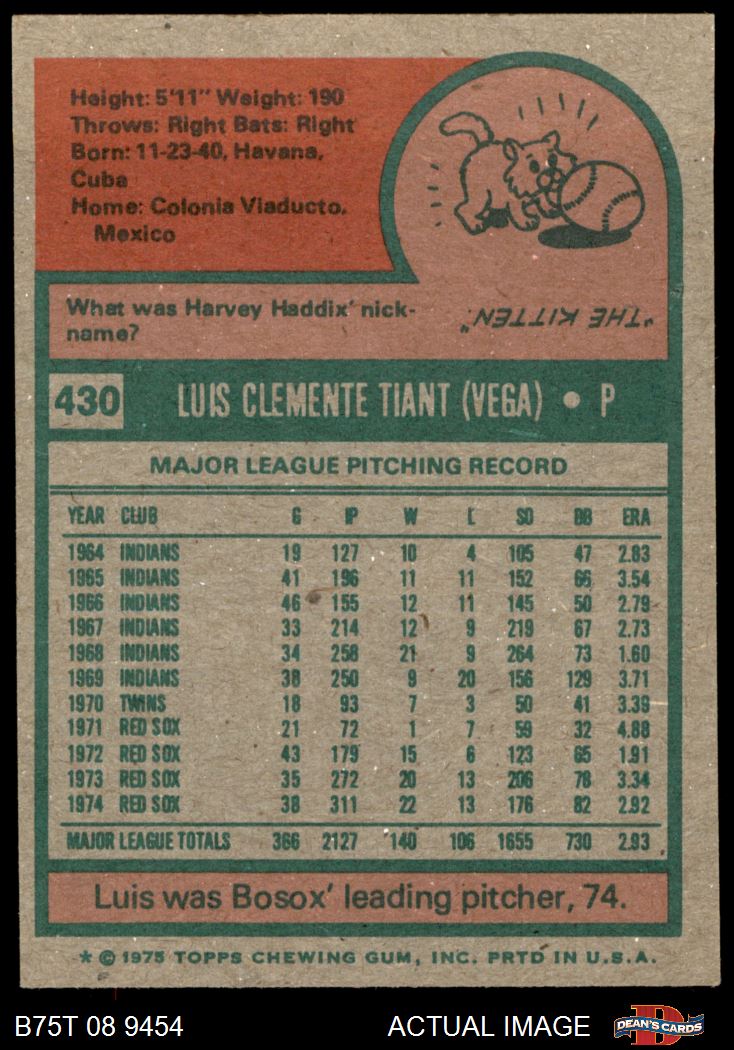 Height: 5'11" Weight: 190
Throws: Right Bats: Right
Born: 11-23-40, Havana,
Cuba
Home: Colonia Viaducto,
Mexico
What was Harvey Haddix' nick-
name?
"THE KITTEN".
430 LUIS CLEMENTE TIANT (VEGA) • P
MAJOR LEAGUE PITCHING RECORD
YEAR CLUB G IP W L SO BB ERA
1964 INDIANS 19 127 10 4 105 47 2.83
1965 INDIANS 41 196 11 11 152 66 3.54
1966 INDIANS 46 155 12 11 145 50 2.79
1967 INDIANS 33 214 12 9 219 67 2.73
1968 INDIANS 34 258 21 9 264 73 1.60
1969 INDIANS 38 250 9 20 156 129 3.71
1970 TWINS 18 93 7 3 50 41 3.39
1971 RED SOX 21 72 1 7 59 32 4.88
1972 RED SOX 43 179 15 6 123 65 1.91
1973 RED SOX 35 272 20 13 206 78 3.34
1974 RED SOX 38 311 22 13 176 82 2.92
MAJOR LEAGUE TOTALS 366 2127 140 106 1655 730 2.93
Luis was Bosox' leading pitcher, 74.
* © 1975 TOPPS CHEWING GUM, INC. PRTD IN U.S.A.
B75T 08 9454 ACTUAL IMAGE DEAN'S CARDS